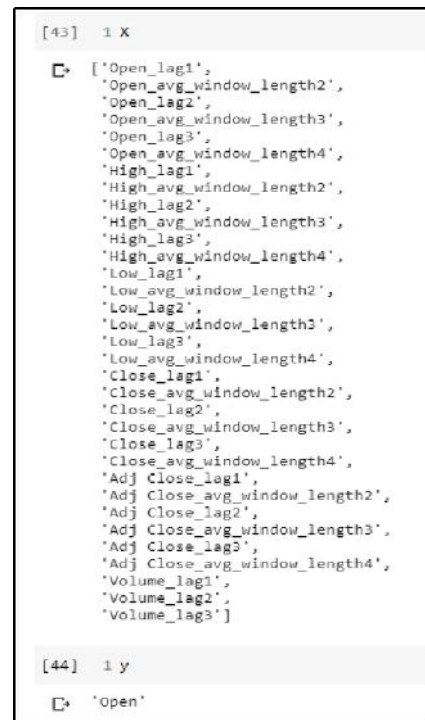 [43] 1 X
['Open_lag1',
'Open_avg_window_length2',
'Open_lag2',
'Open_avg_window_length3',
'Open_lag3',
'Open_avg_window_length4',
'High_lag1',
'High_avg_window_length2',
'High_lag2',
'High_avg_window_length3',
'High_lag3',
'High_avg_window_length4',
'Low_lag1',
'Low_avg_window_length2',
'Low_lag2',
'Low_avg_window_length3',
'Low_lag3',
'Low_avg_window_length4',
'Close_lag1',
'Close_avg_window_length2',
'Close_lag2',
'Close_avg_window_length3',
'Close_lag3',
'Close_avg_window_length4',
'Adj Close_lag1',
'Adj Close_avg_window_length2',
'Adj Close_lag2',
'Adj Close_avg_window_length3',
'Adj Close_lag3',
'Adj Close_avg_window_length4',
'Volume_lag1',
'Volume_lag2',
'Volume_lag3']
[44] 1 y
'Open'